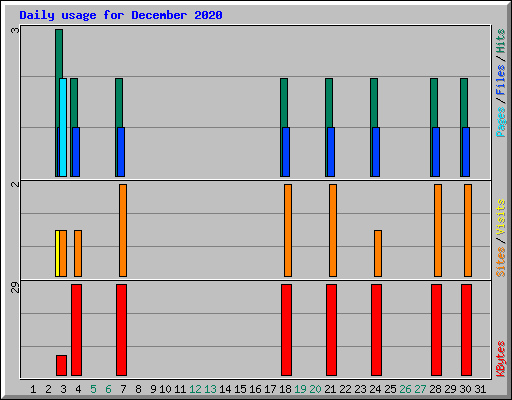 Daily usage for December 2020
3
2
29
Pages / Files / Hits
Sites / Visits
KBytes
1 2 3 4 5 6 7 8 9 10 11 12 13 14 15 16 17 18 19 20 21 22 23 24 25 26 27 28 29 30 31